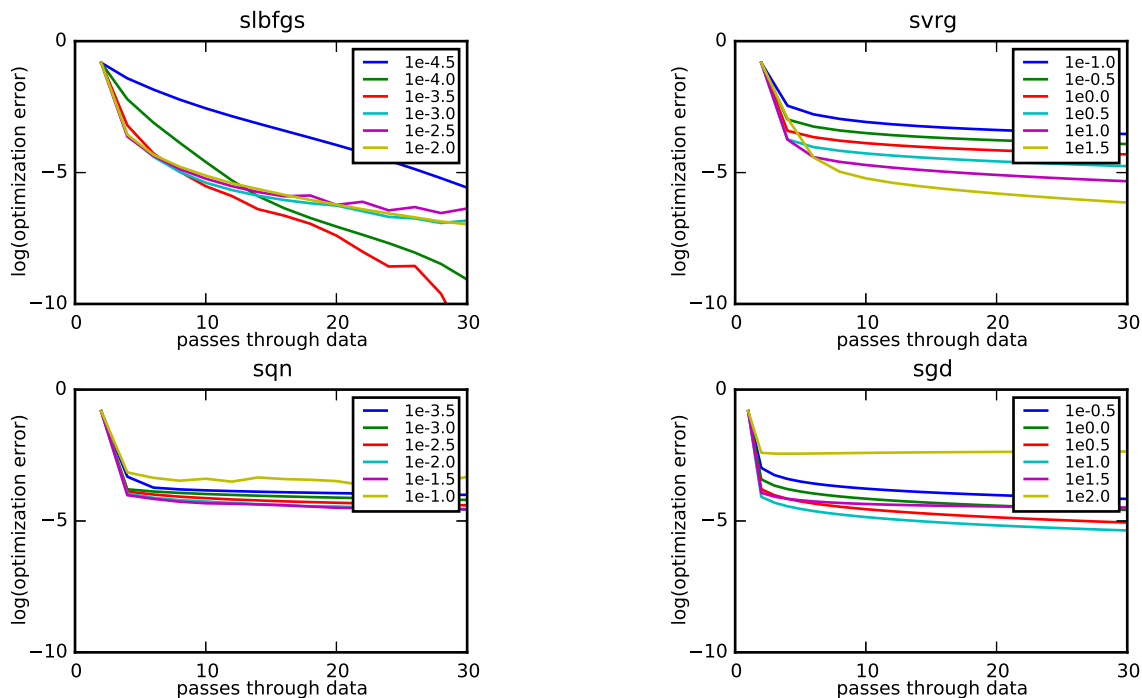 slbfgs
0
−5
−10
log(optimization error)
1e-4.5
1e-4.0
1e-3.5
1e-3.0
1e-2.5
1e-2.0
0 10 20 30
passes through data
svrg
0
−5
−10
log(optimization error)
1e-1.0
1e-0.5
1e0.0
1e0.5
1e1.0
1e1.5
0 10 20 30
passes through data
sqn
0
−5
−10
log(optimization error)
1e-3.5
1e-3.0
1e-2.5
1e-2.0
1e-1.5
1e-1.0
0 10 20 30
passes through data
sgd
0
−5
−10
log(optimization error)
1e-0.5
1e0.0
1e0.5
1e1.0
1e1.5
1e2.0
0 10 20 30
passes through data